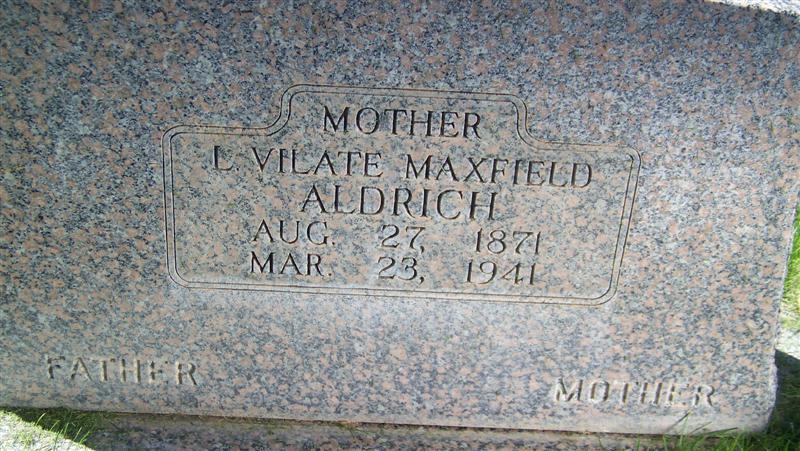 MOTHER
L VILATE MAXFIELD
ALDRICH
AUG. 27, 1871
MAR. 23, 1941
FATHER MOTHER